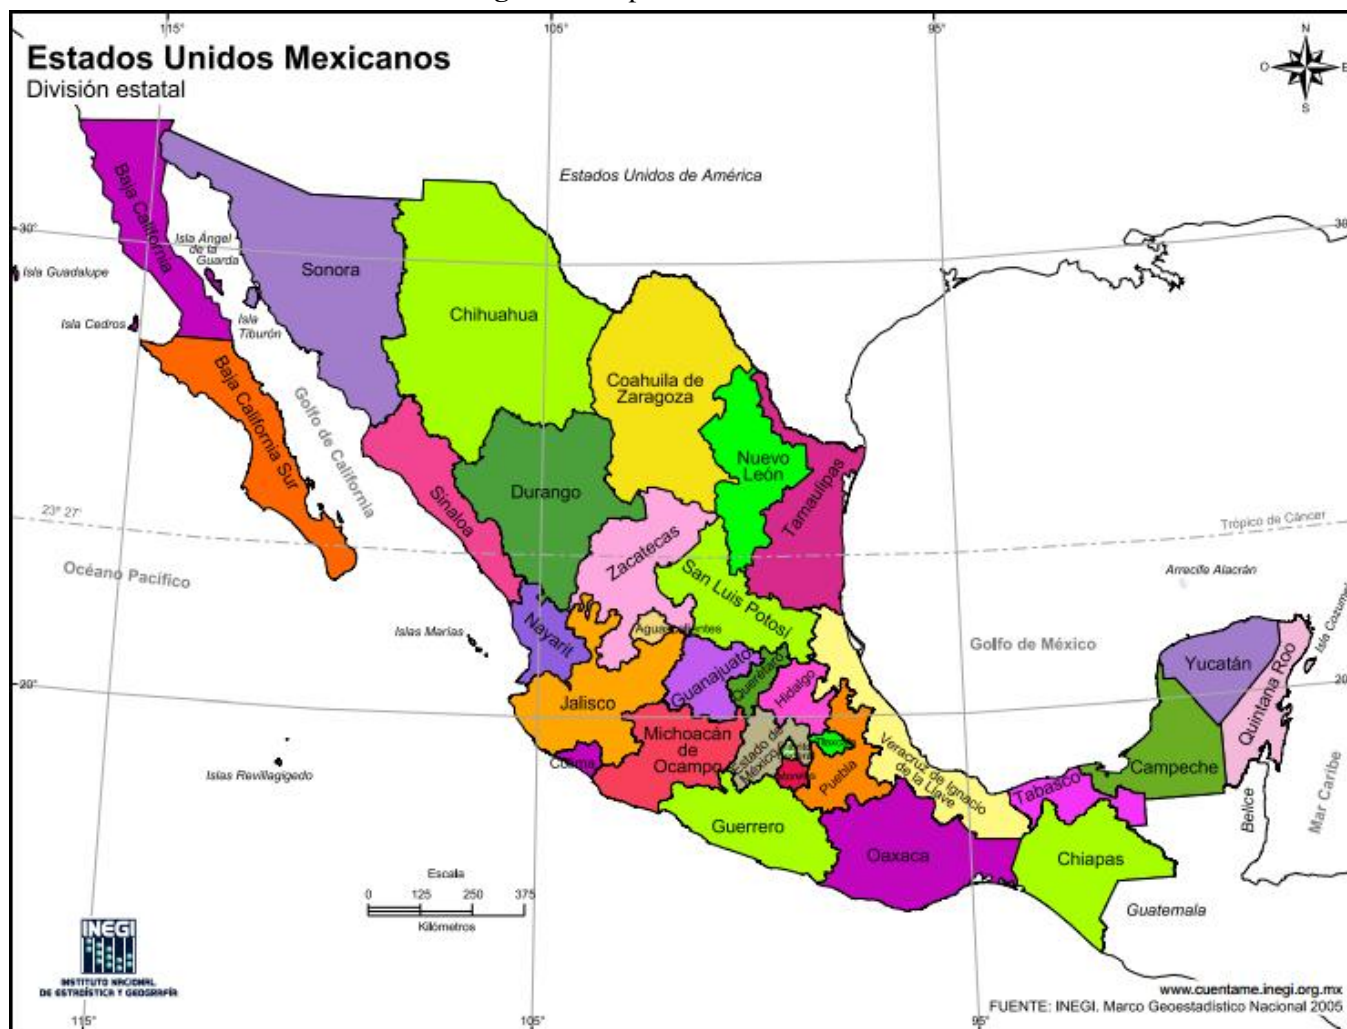 115°
105°
95°
Estados Unidos Mexicanos
División estatal
N
O
E
S
Estados Unidos de América
30°
30°
Baja California
Isla Ángel
de la
Guarda
Isla Guadalupe
Sonora
Isla Cedros
Isla
Tiburón
Chihuahua
Coahuila de
Zaragoza
Baja California Sur
Golfo de California
Nuevo
León
Tamaulipas
Sinaloa
Durango
23° 27'
Trópico de Cáncer
Zacatecas
Océano Pacífico
San Luis Potosí
Arrecife Alacrán
Isla Cozumel
Islas Marías
Nayarit
Aguascalientes
Golfo de México
Yucatán
Quintana Roo
20°
20
Guanajuato
Querétaro
Hidalgo
Jalisco
Michoacán
de
Ocampo
Estado de
México
Colima
Puebla
Veracruz de Ignacio
de la Llave
Tabasco
Campeche
Islas Revillagigedo
Belice
Mar Caribe
Guerrero
Oaxaca
Chiapas
Guatemala
Escala
0 125 250 375
Kilómetros
INEGI
INSTITUTO NACIONAL
DE ESTADÍSTICA Y GEOGRAFÍA
www.cuentame.inegi.org.mx
FUENTE: INEGI. Marco Geoestadístico Nacional 2005
115°
105°
95°